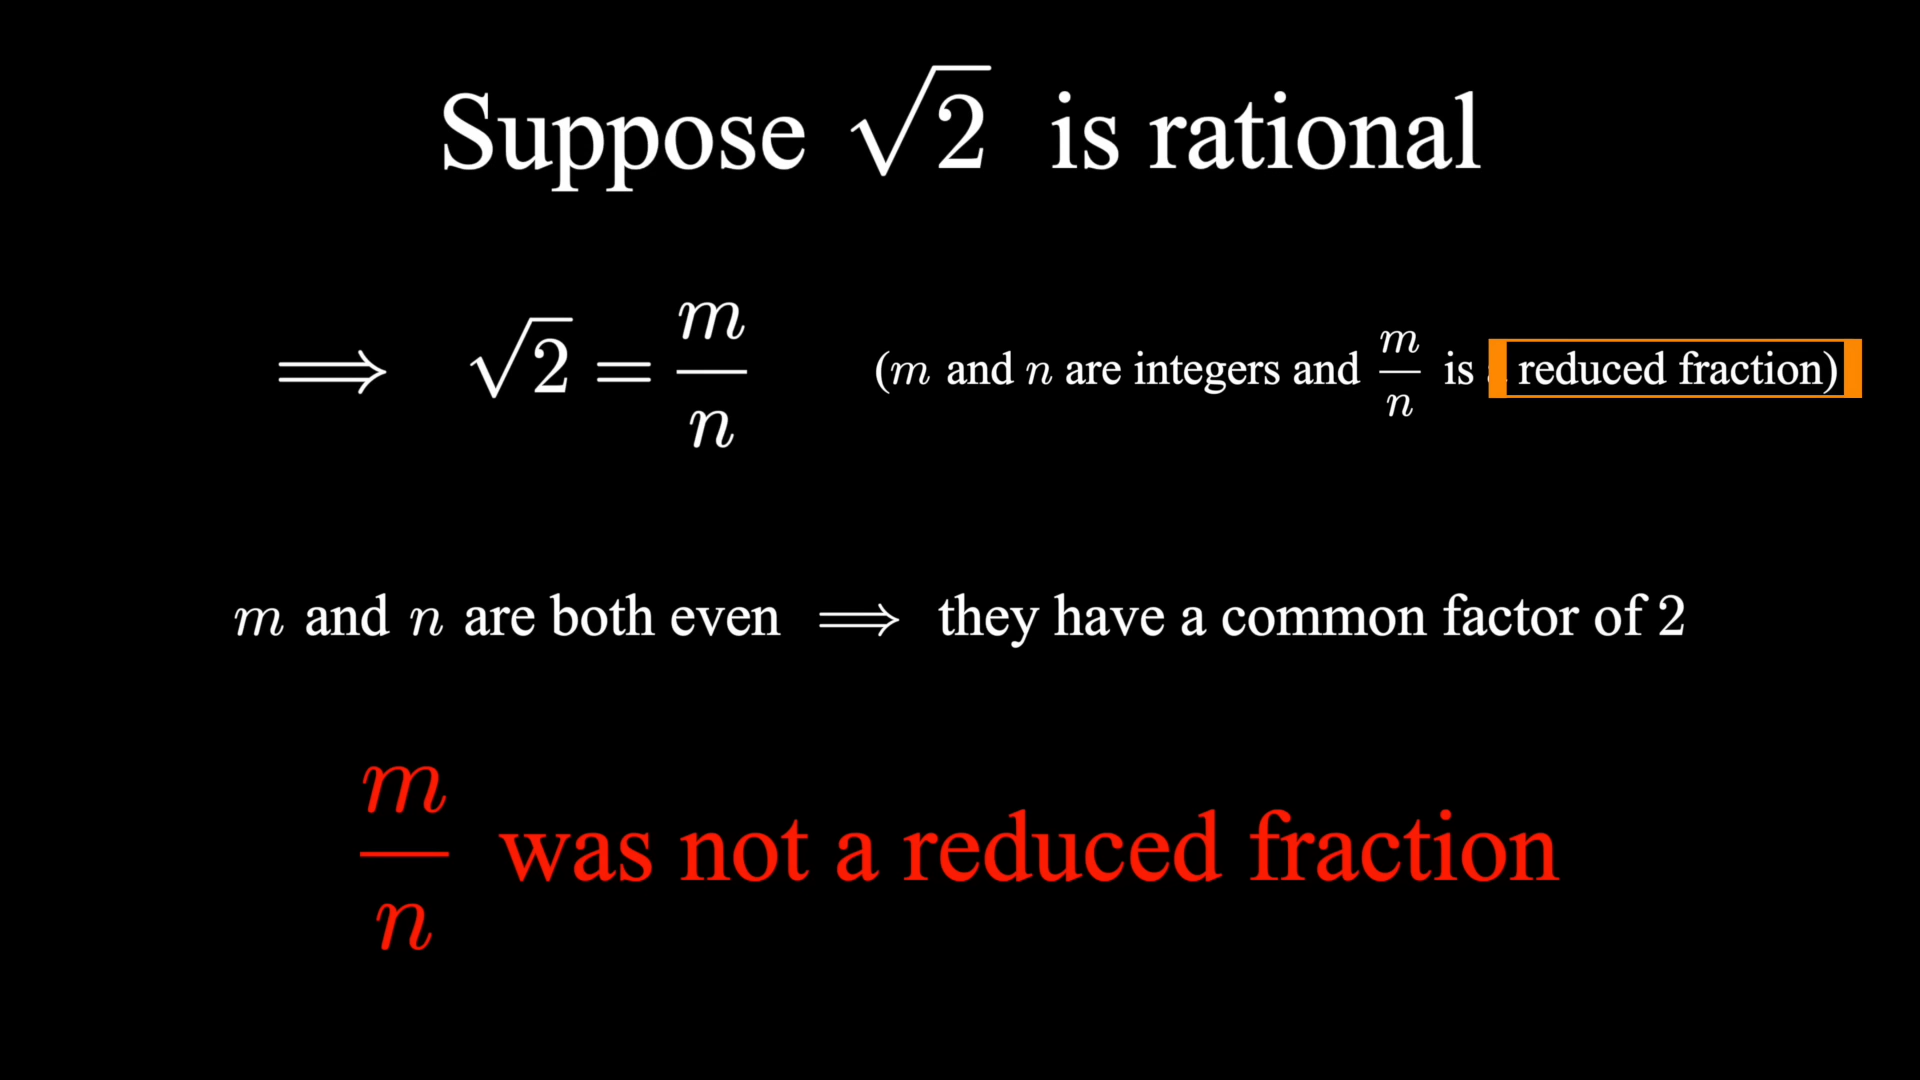 Suppose √2 is rational
⟹ √2 = m/n (m and n are integers and m/n is reduced fraction)
m and n are both even ⟹ they have a common factor of 2
m/n was not a reduced fraction